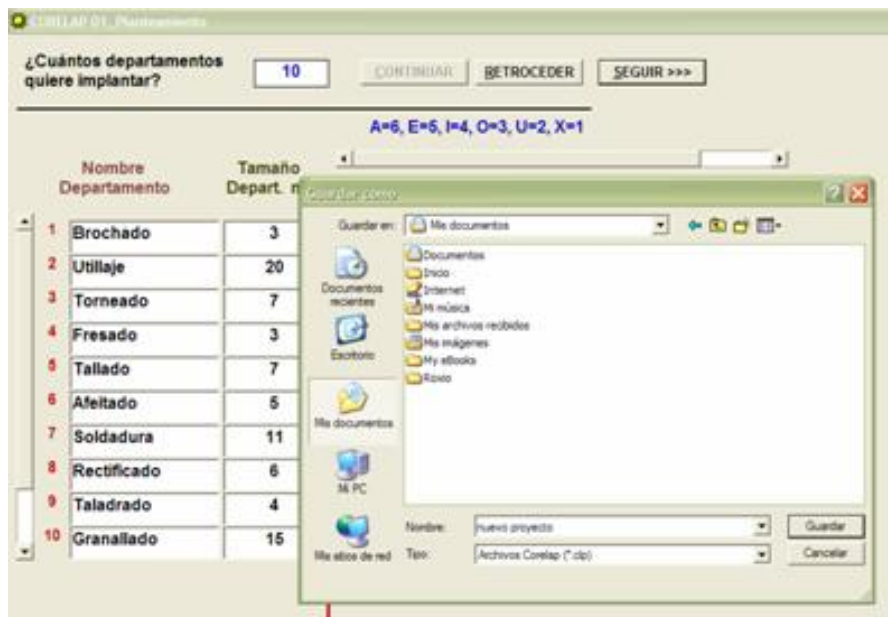 CORELAP 01_Planteamiento
¿Cuántos departamentos
quiere implantar?
10
CONTINUAR
RETROCEDER
SEGUIR >>>
A=6, E=5, I=4, O=3, U=2, X=1
Nombre
Departamento
Tamaño
Depart.
1 Brochado 3
2 Utillaje 20
3 Torneado 7
4 Fresado 3
5 Tallado 7
6 Afeitado 5
7 Soldadura 11
8 Rectificado 6
9 Taladrado 4
10 Granallado 15
Guardar como
Guardar en:
Mis documentos
Documentos
recientes
Escritorio
Mis documentos
Mi PC
Mis sitios de red
Documentos
Inicio
Internet
Mi música
Mis archivos recibidos
Mis imágenes
My eBooks
Roxio
Nombre:
nuevo proyecto
Guardar
Tipo:
Archivos Corelap (*.clp)
Cancelar